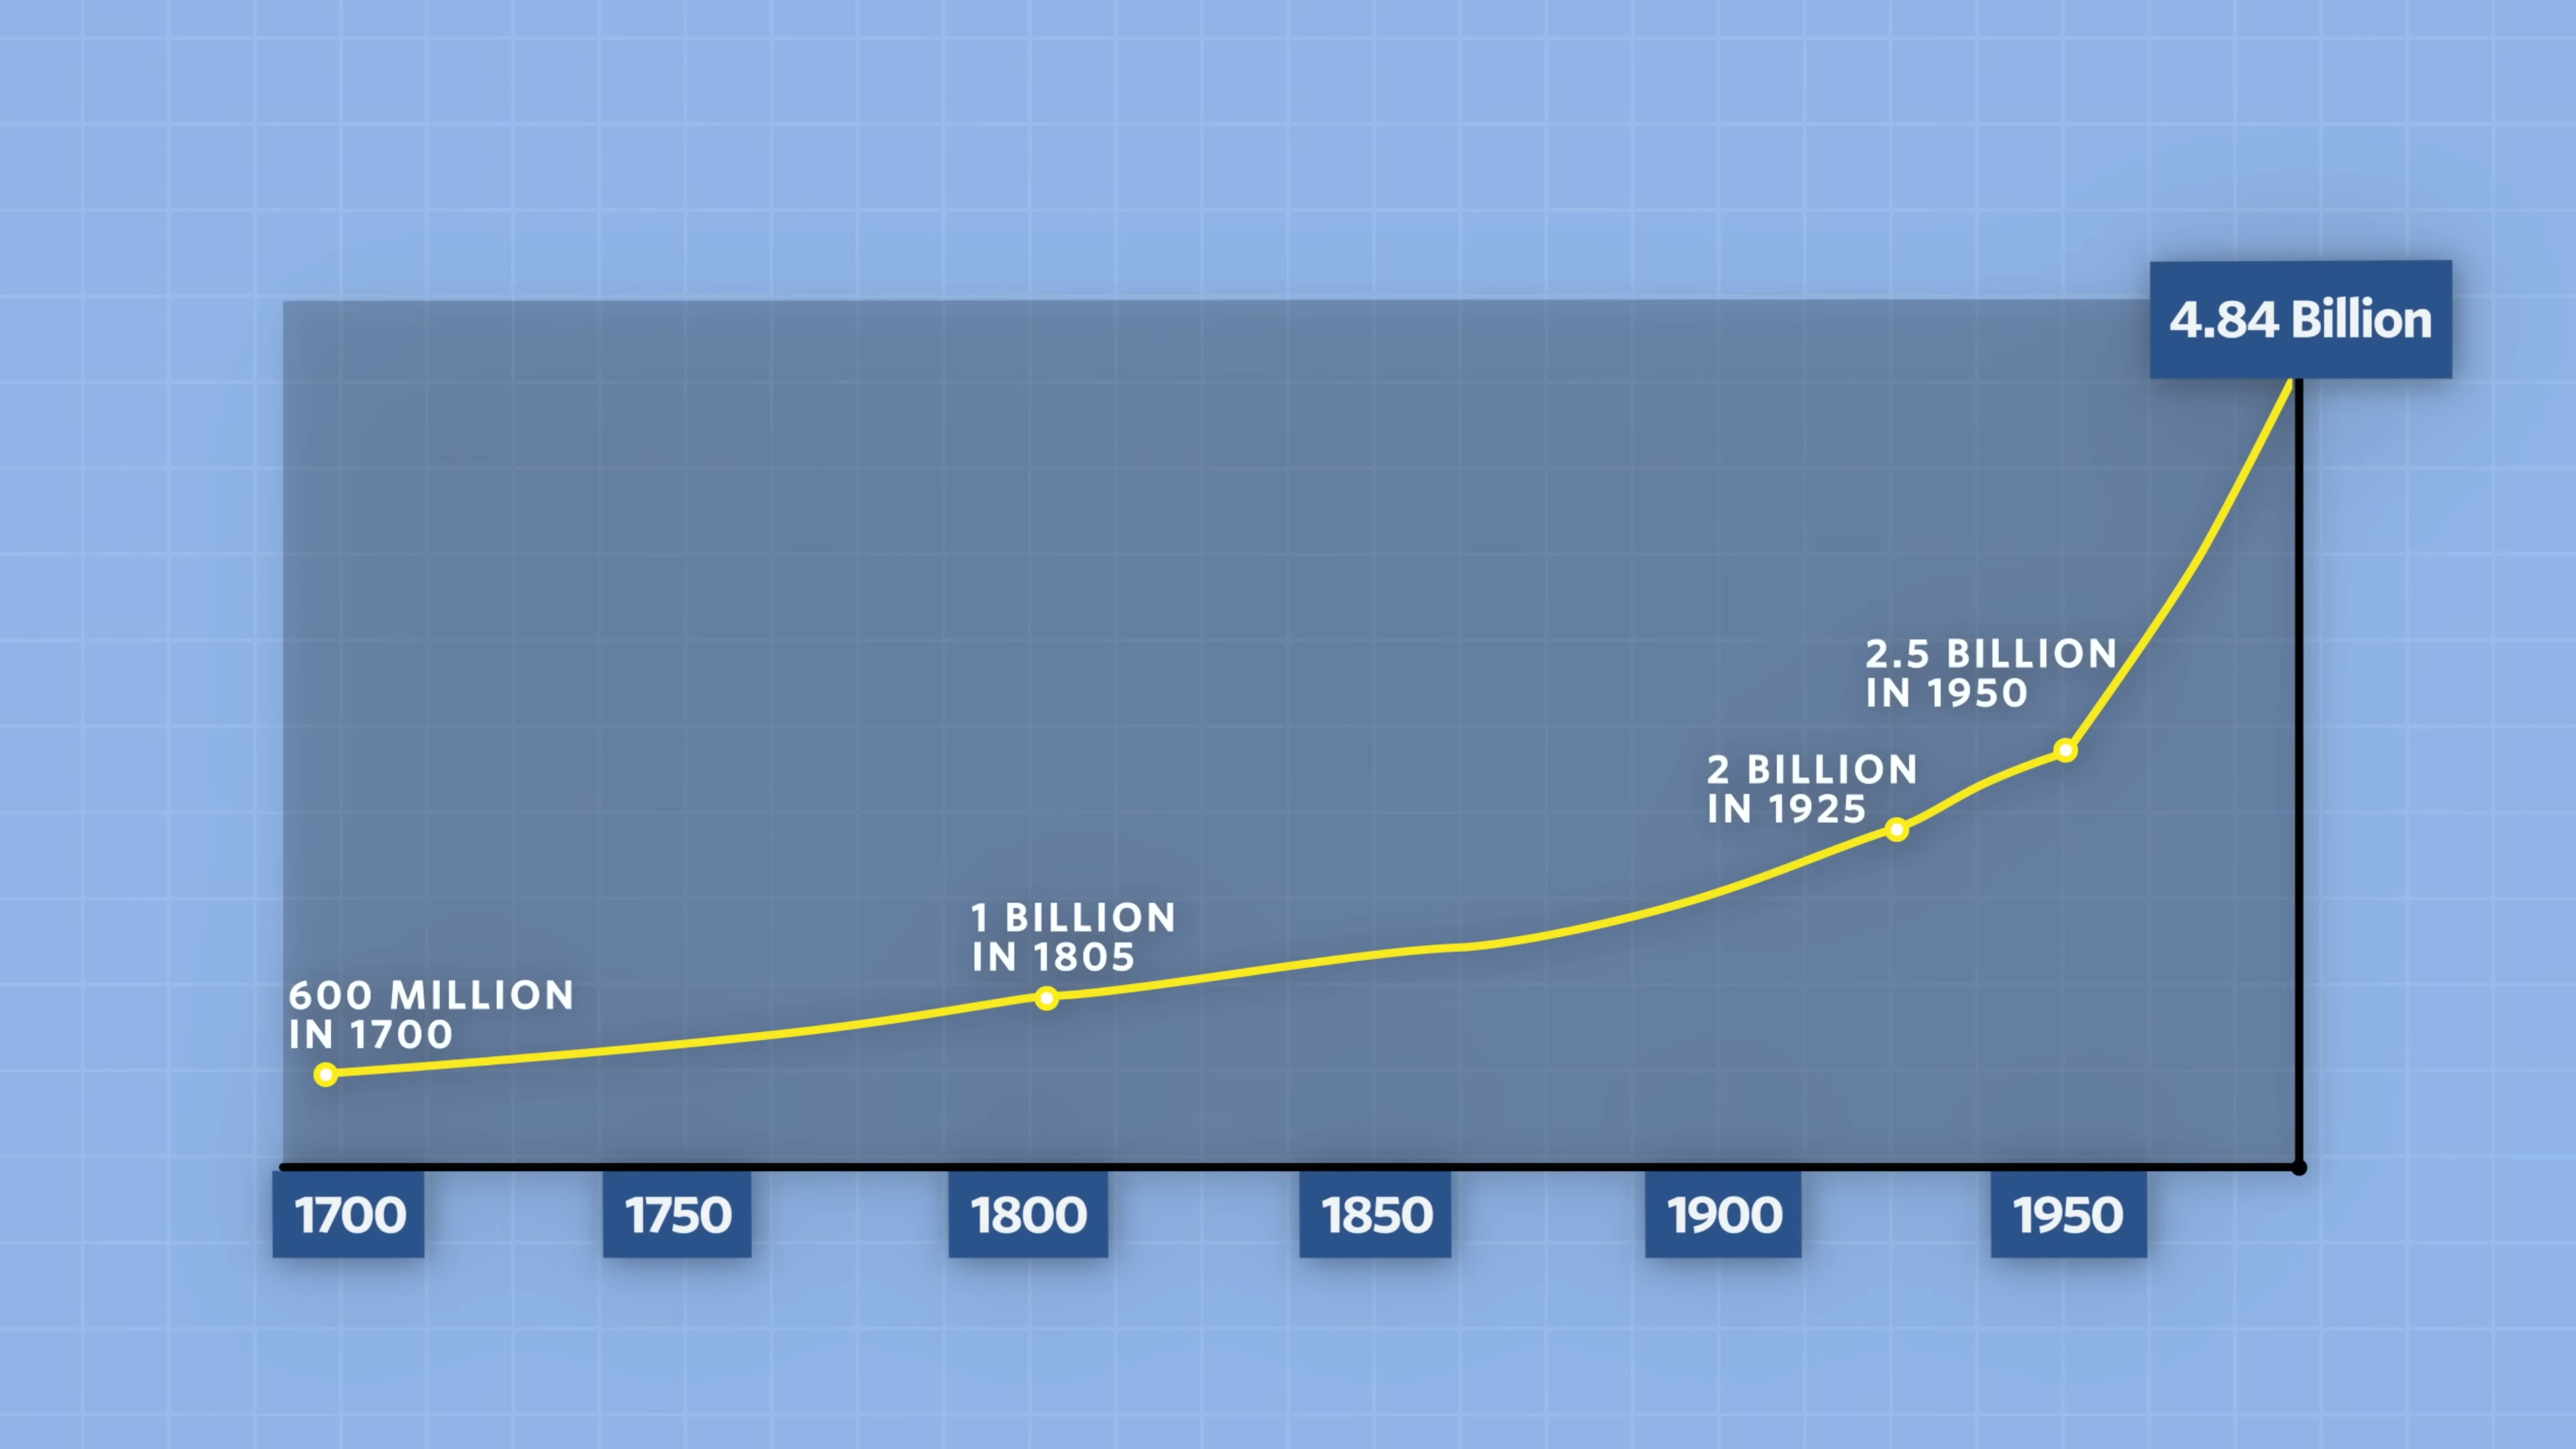 4.84 Billion
2.5 BILLION
IN 1950
2 BILLION
IN 1925
1 BILLION
IN 1805
600 MILLION
IN 1700
1700
1750
1800
1850
1900
1950